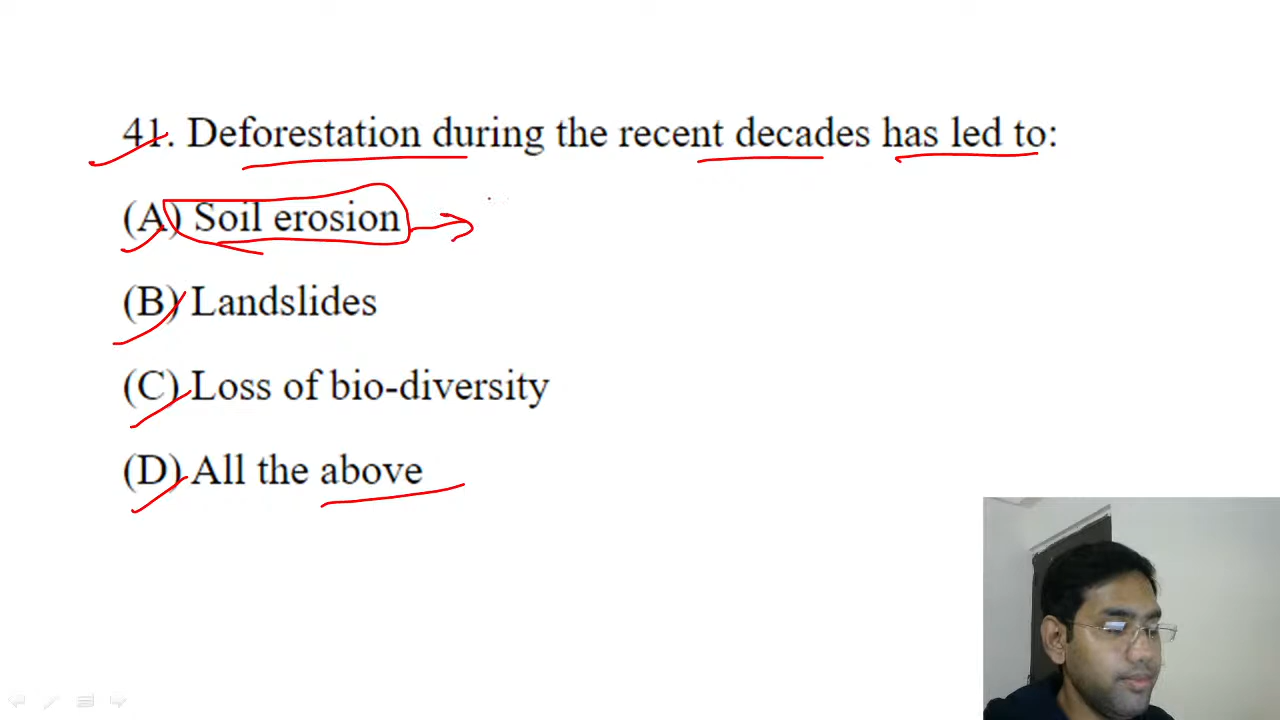 41. Deforestation during the recent decades has led to:
(A) Soil erosion
(B) Landslides
(C) Loss of bio-diversity
(D) All the above